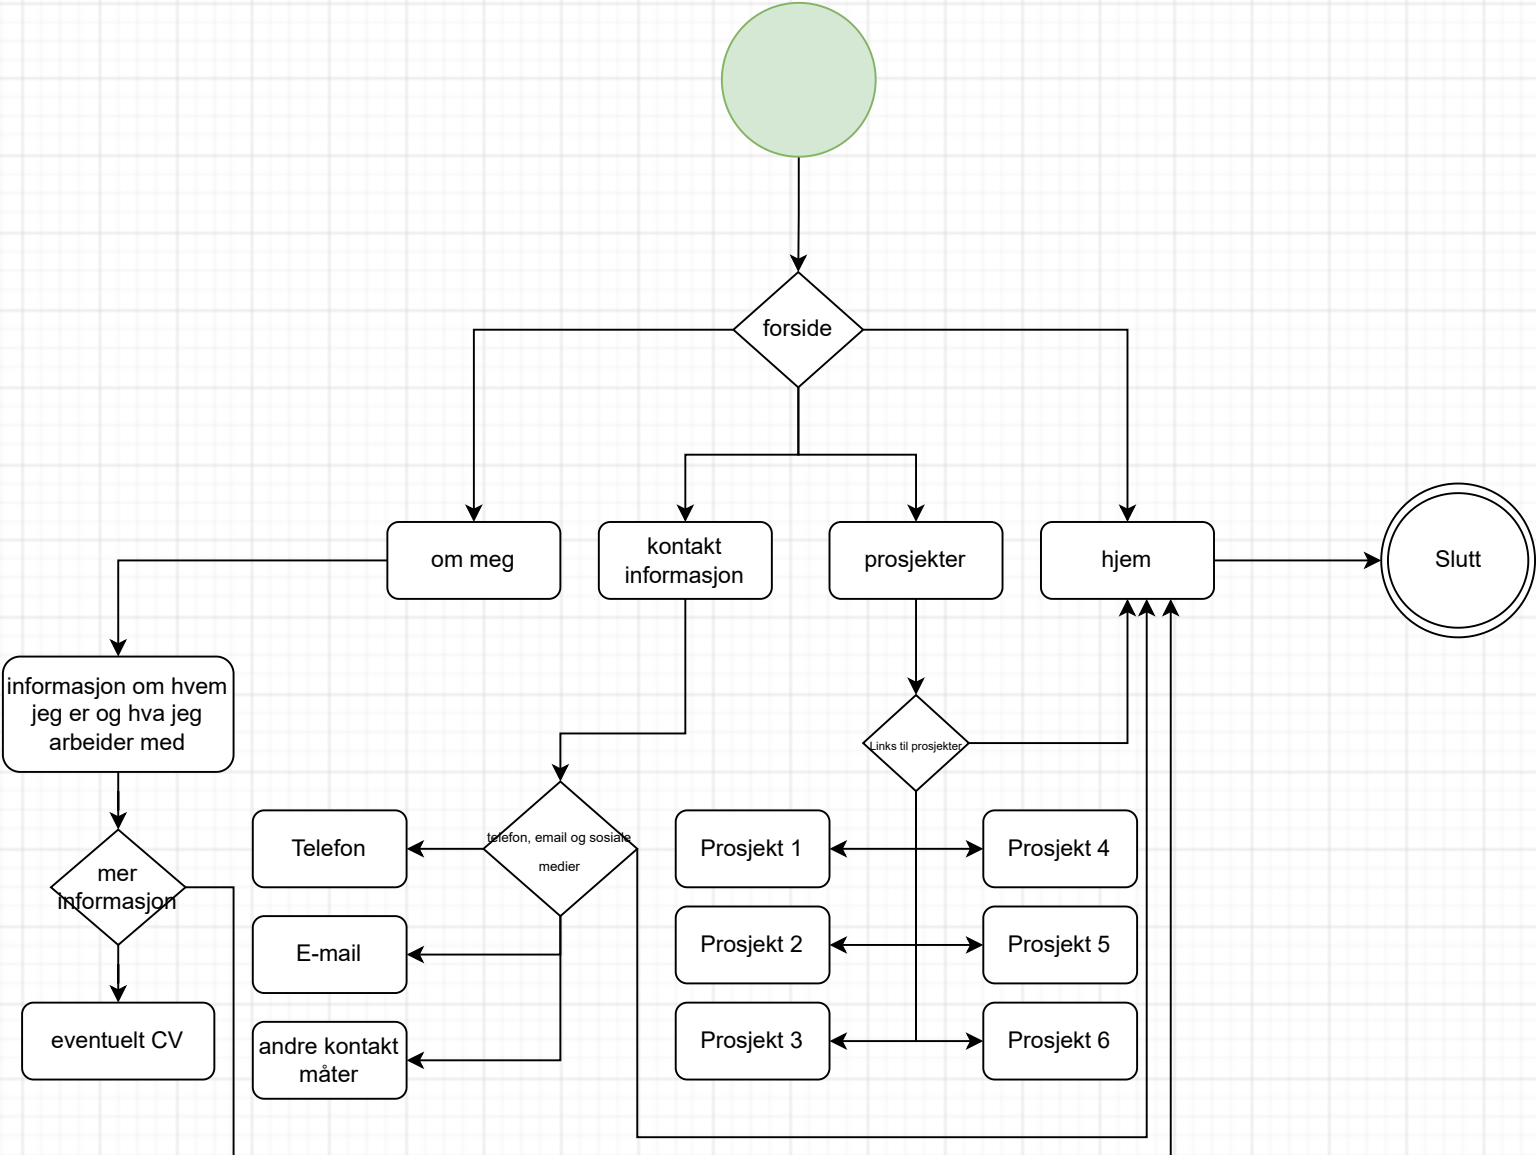 forside
om meg
kontakt
informasjon
prosjekter
hjem
Slutt
informasjon om hvem
jeg er og hva jeg
arbeider med
Links til prosjekter
telefon, email og sosiale
medier
Telefon
Prosjekt 1
Prosjekt 4
mer
informasjon
E-mail
Prosjekt 2
Prosjekt 5
eventuelt CV
andre kontakt
måter
Prosjekt 3
Prosjekt 6